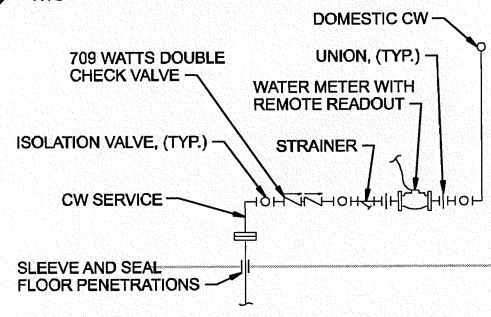 DOMESTIC CW
709 WATTS DOUBLE
CHECK VALVE
UNION, (TYP.)
WATER METER WITH
REMOTE READOUT
ISOLATION VALVE, (TYP.)
STRAINER
CW SERVICE
SLEEVE AND SEAL
FLOOR PENETRATIONS